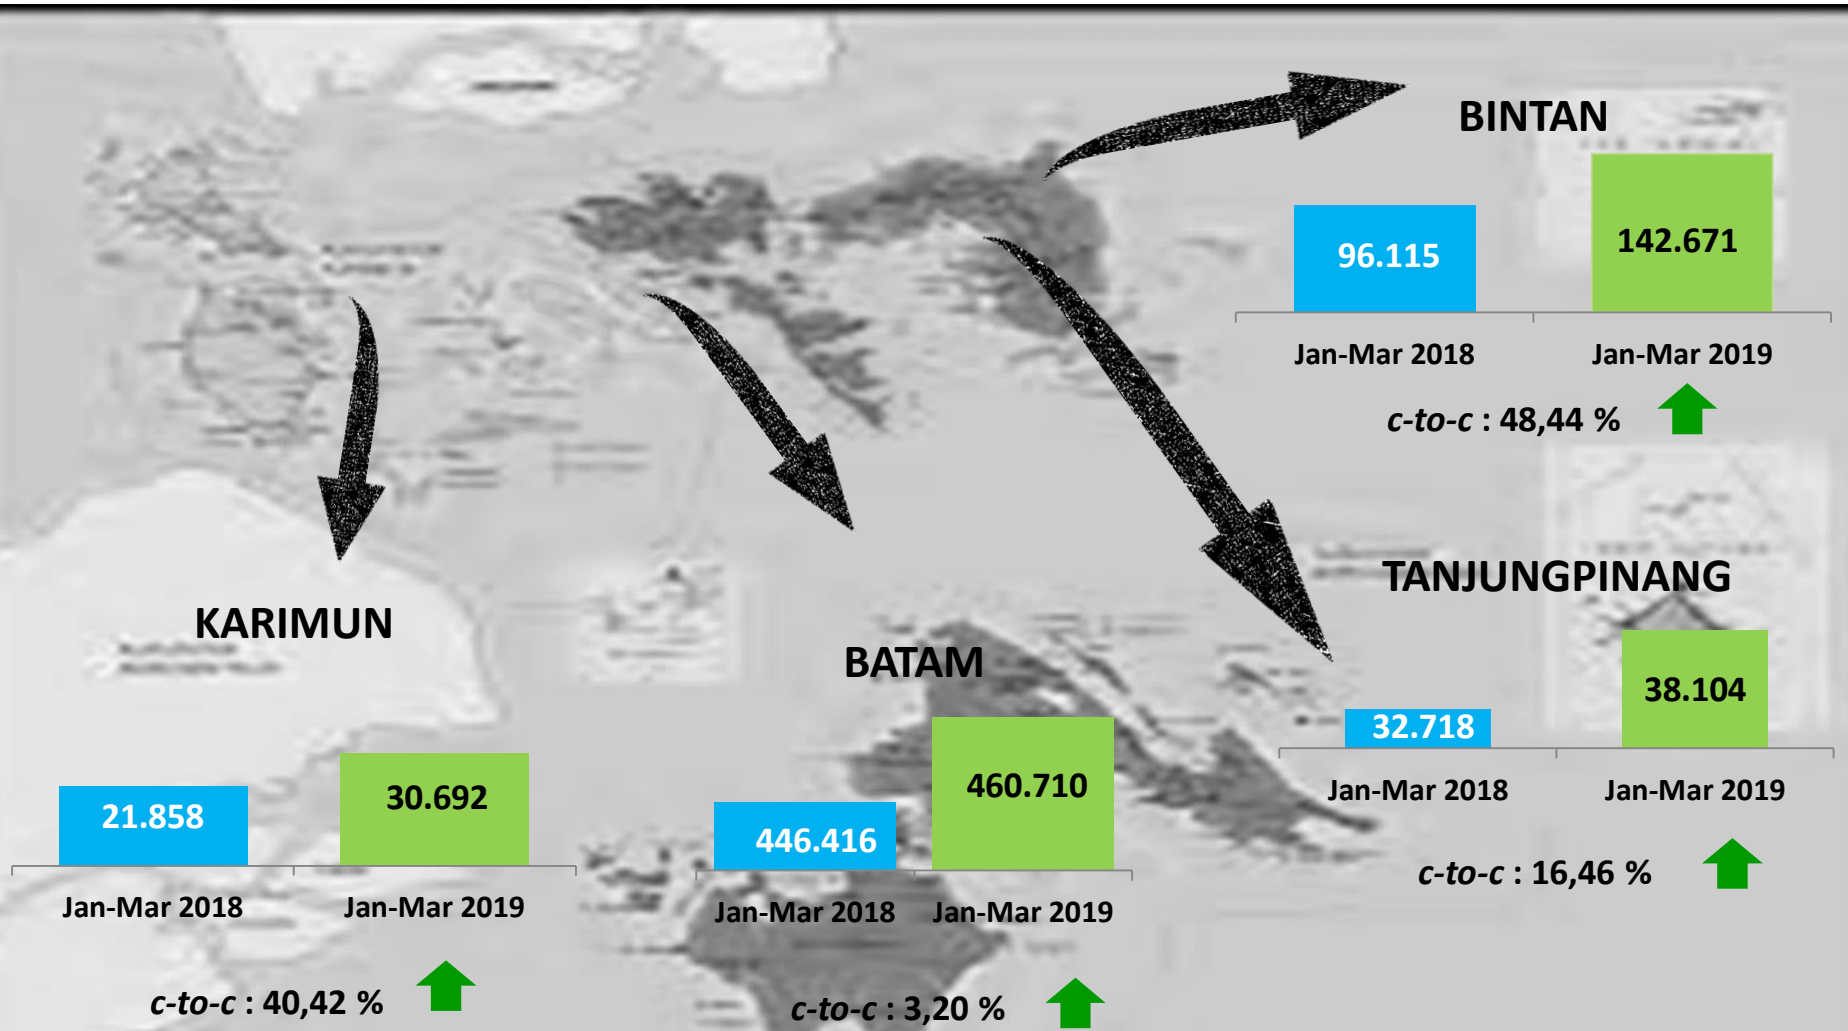 BINTAN
96.115
142.671
Jan-Mar 2018
Jan-Mar 2019
c-to-c : 48,44 %
TANJUNGPINANG
32.718
38.104
Jan-Mar 2018
Jan-Mar 2019
c-to-c : 16,46 %
KARIMUN
21.858
30.692
Jan-Mar 2018
Jan-Mar 2019
c-to-c : 40,42 %
BATAM
446.416
460.710
Jan-Mar 2018
Jan-Mar 2019
c-to-c : 3,20 %